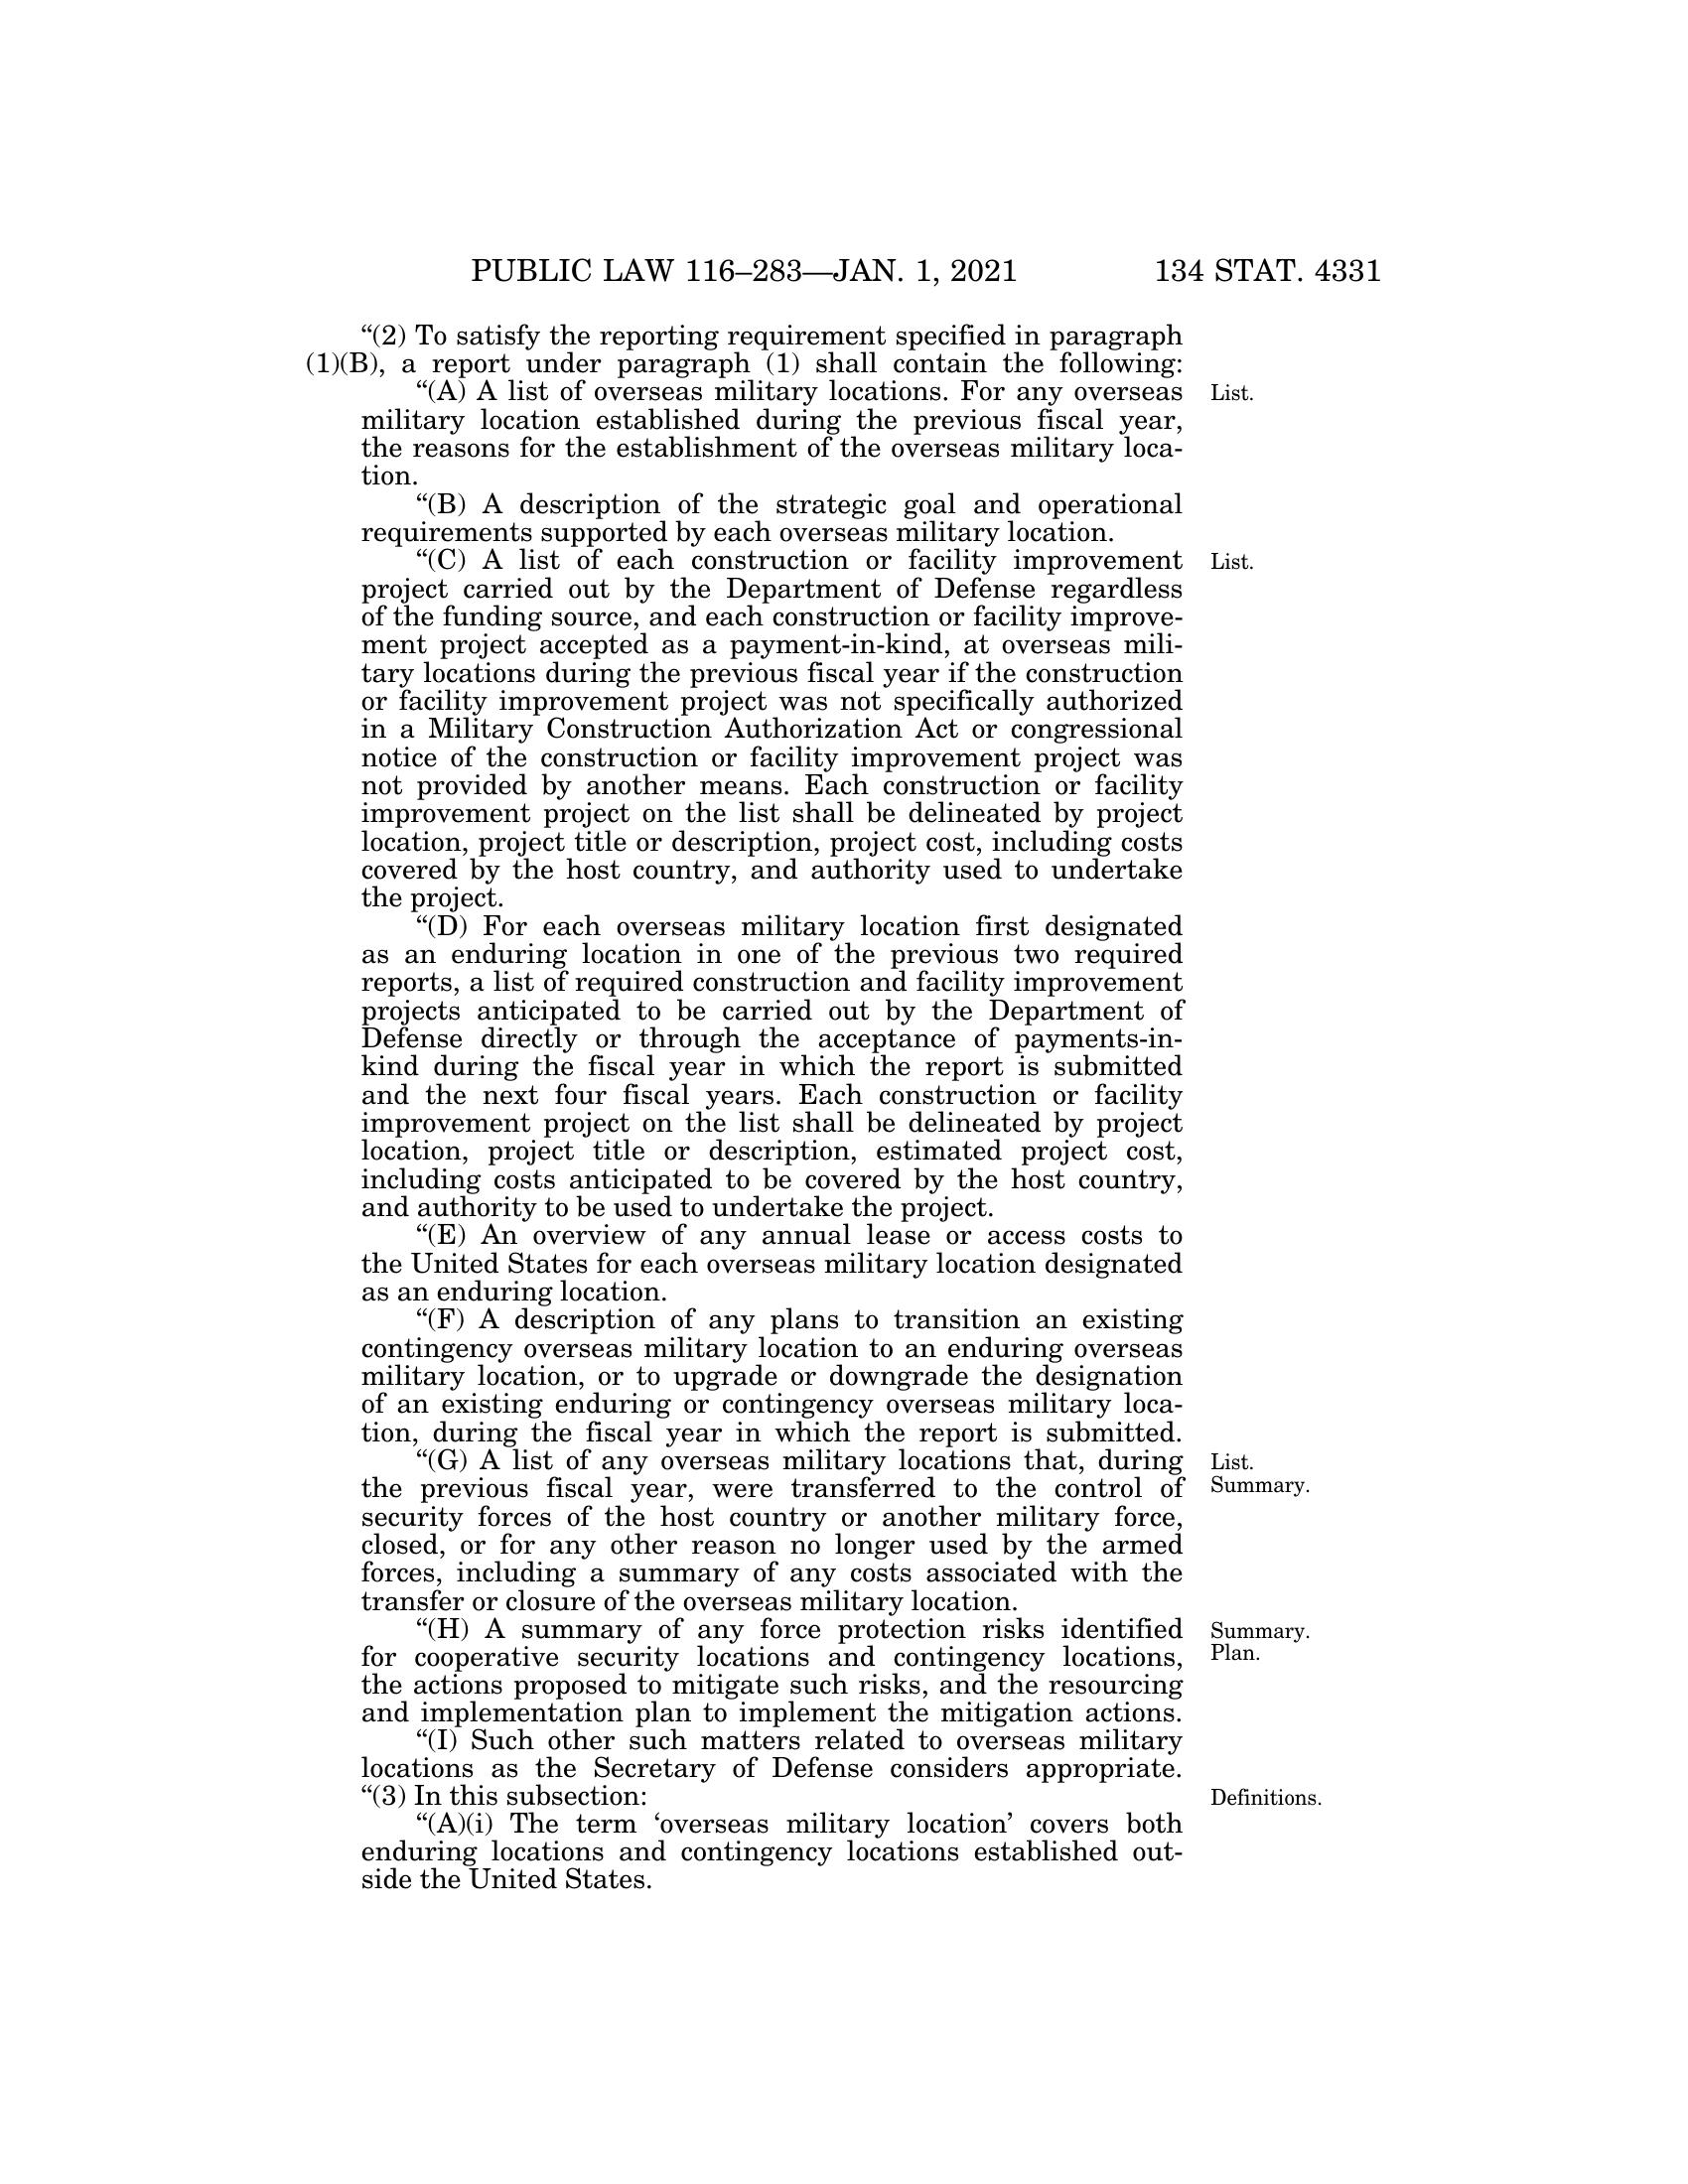 PUBLIC LAW 116–283—JAN. 1, 2021 134 STAT. 4331
“(2) To satisfy the reporting requirement specified in paragraph
(1)(B), a report under paragraph (1) shall contain the following:
“(A) A list of overseas military locations. For any overseas
military location established during the previous fiscal year,
the reasons for the establishment of the overseas military loca-
tion.
“(B) A description of the strategic goal and operational
requirements supported by each overseas military location.
“(C) A list of each construction or facility improvement
project carried out by the Department of Defense regardless
of the funding source, and each construction or facility improve-
ment project accepted as a payment-in-kind, at overseas mili-
tary locations during the previous fiscal year if the construction
or facility improvement project was not specifically authorized
in a Military Construction Authorization Act or congressional
notice of the construction or facility improvement project was
not provided by another means. Each construction or facility
improvement project on the list shall be delineated by project
location, project title or description, project cost, including costs
covered by the host country, and authority used to undertake
the project.
“(D) For each overseas military location first designated
as an enduring location in one of the previous two required
reports, a list of required construction and facility improvement
projects anticipated to be carried out by the Department of
Defense directly or through the acceptance of payments-in-
kind during the fiscal year in which the report is submitted
and the next four fiscal years. Each construction or facility
improvement project on the list shall be delineated by project
location, project title or description, estimated project cost,
including costs anticipated to be covered by the host country,
and authority to be used to undertake the project.
“(E) An overview of any annual lease or access costs to
the United States for each overseas military location designated
as an enduring location.
“(F) A description of any plans to transition an existing
contingency overseas military location to an enduring overseas
military location, or to upgrade or downgrade the designation
of an existing enduring or contingency overseas military loca-
tion, during the fiscal year in which the report is submitted.
“(G) A list of any overseas military locations that, during
the previous fiscal year, were transferred to the control of
security forces of the host country or another military force,
closed, or for any other reason no longer used by the armed
forces, including a summary of any costs associated with the
transfer or closure of the overseas military location.
“(H) A summary of any force protection risks identified
for cooperative security locations and contingency locations,
the actions proposed to mitigate such risks, and the resourcing
and implementation plan to implement the mitigation actions.
“(I) Such other such matters related to overseas military
locations as the Secretary of Defense considers appropriate.
“(3) In this subsection:
“(A)(i) The term ‘overseas military location’ covers both
enduring locations and contingency locations established out-
side the United States.
List.
List.
List.
Summary.
Summary.
Plan.
Definitions.